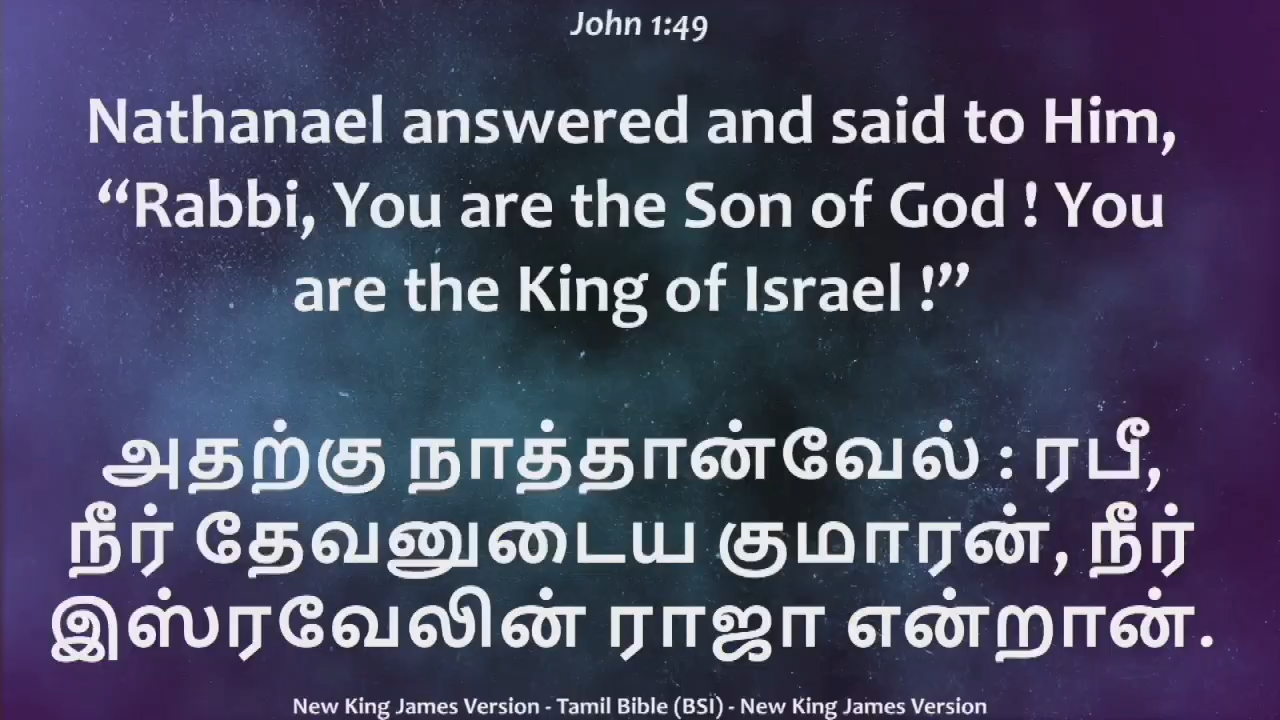 John 1:49
Nathanael answered and said to Him,
“Rabbi, You are the Son of God ! You
are the King of Israel !”
அதற்கு நாத்தான்வேல் : ரபீ,
நீர் தேவனுடைய குமாரன், நீர்
இஸ்ரவேலின் ராஜா என்றான்.
New King James Version - Tamil Bible (BSI) - New King James Version